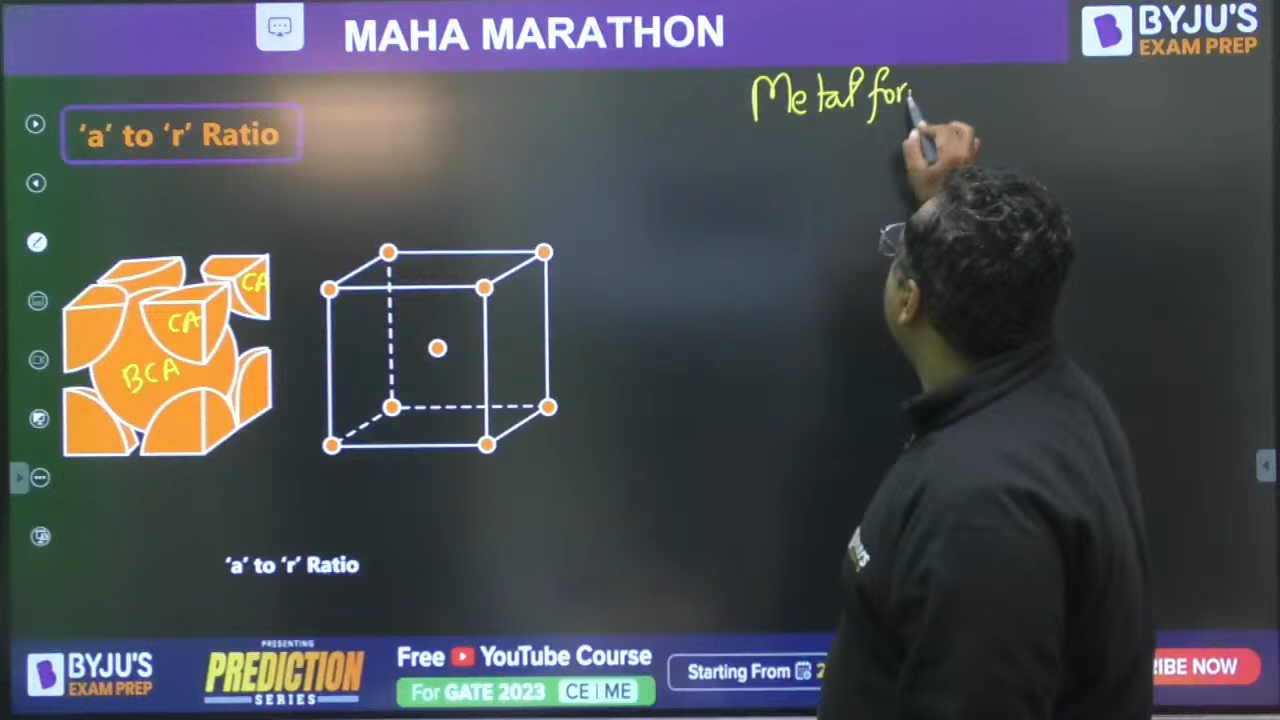 MAHA MARATHON
BYJU'S
EXAM PREP
Metal for
'a' to 'r' Ratio
CA
CA
BCA
'a' to 'r' Ratio
BYJU'S
EXAM PREP
PRESENTING
PREDICTION
SERIES
Free YouTube Course
For GATE 2023 CE | ME
Starting From 2
RIBE NOW